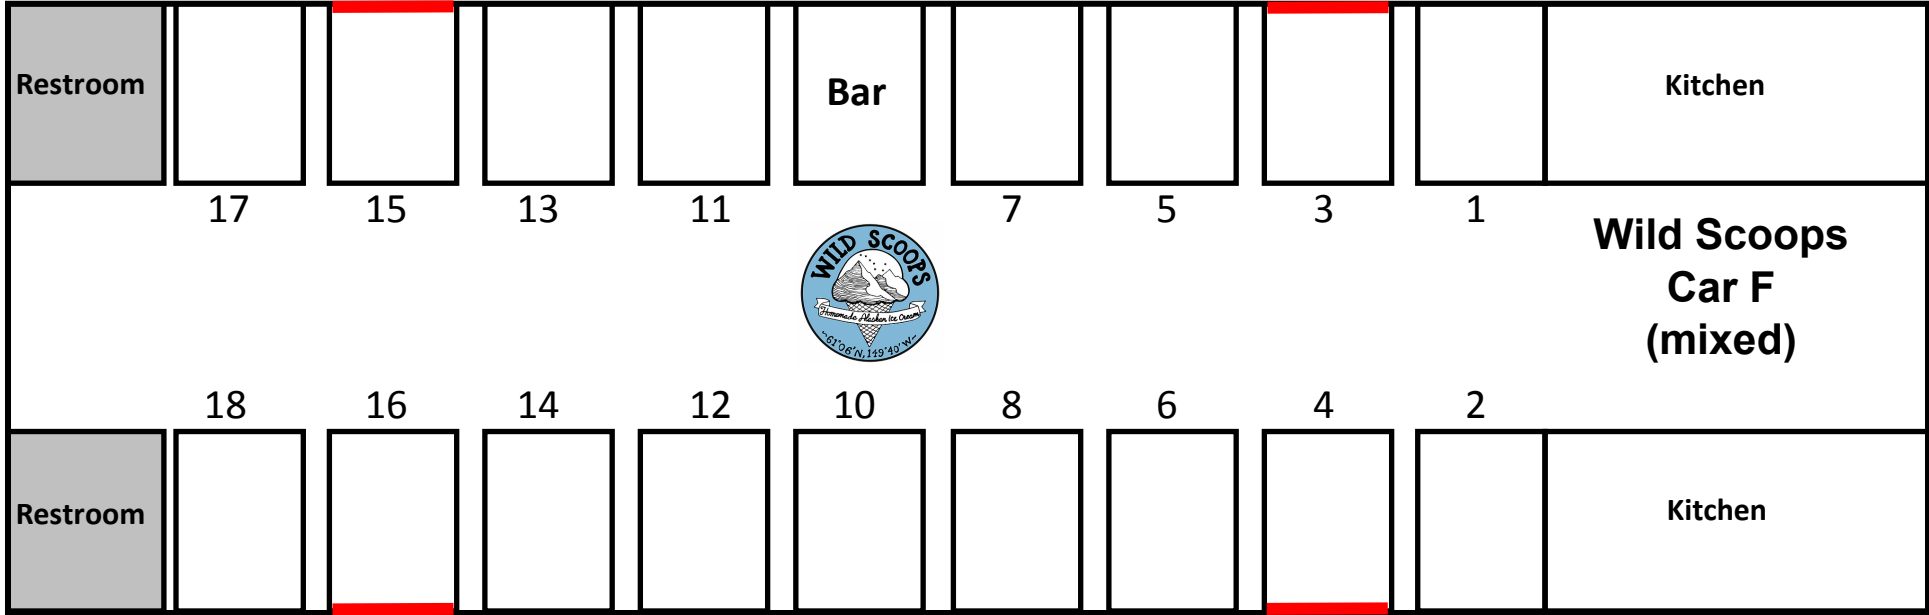 Restroom
Bar
Kitchen
17 15 13 11 7 5 3 1
Wild Scoops
Car F
(mixed)
WILD SCOOPS
Homemade Alaskan Ice Cream
~61°06'N, 149°40'W~
18 16 14 12 10 8 6 4 2
Restroom
Kitchen